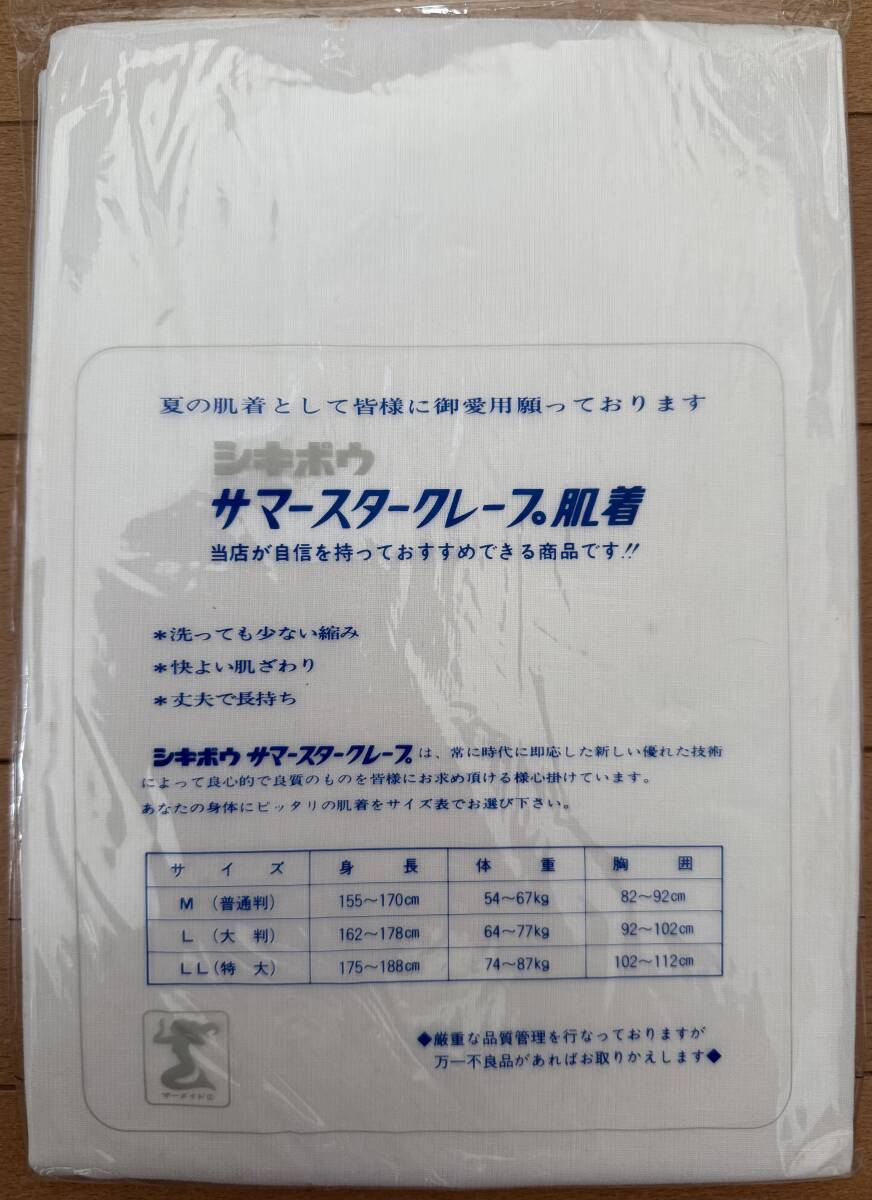 夏の肌着として皆様に御愛用願っております
シキボウ
サマースタークレープ。肌着
当店が自信を持っておすすめできる商品です!!
＊洗っても少ない縮み
＊快よい肌ざわり
＊丈夫で長持ち
シキボウ サマースタークレープ。は、常に時代に即応した新しい優れた技術
によって良心的で良質のものを皆様にお求め頂ける様心掛けています。
あなたの身体にピッタリの肌着をサイズ表でお選び下さい。
サイズ 身長 体重 胸囲
M (普通判) 155〜170cm 54〜67kg 82〜92cm
L (大判) 162〜178cm 64〜77kg 92〜102cm
LL(特大) 175〜188cm 74〜87kg 102〜112cm
◆厳重な品質管理を行なっておりますが
万一不良品があればお取りかえします◆
マーメイド®